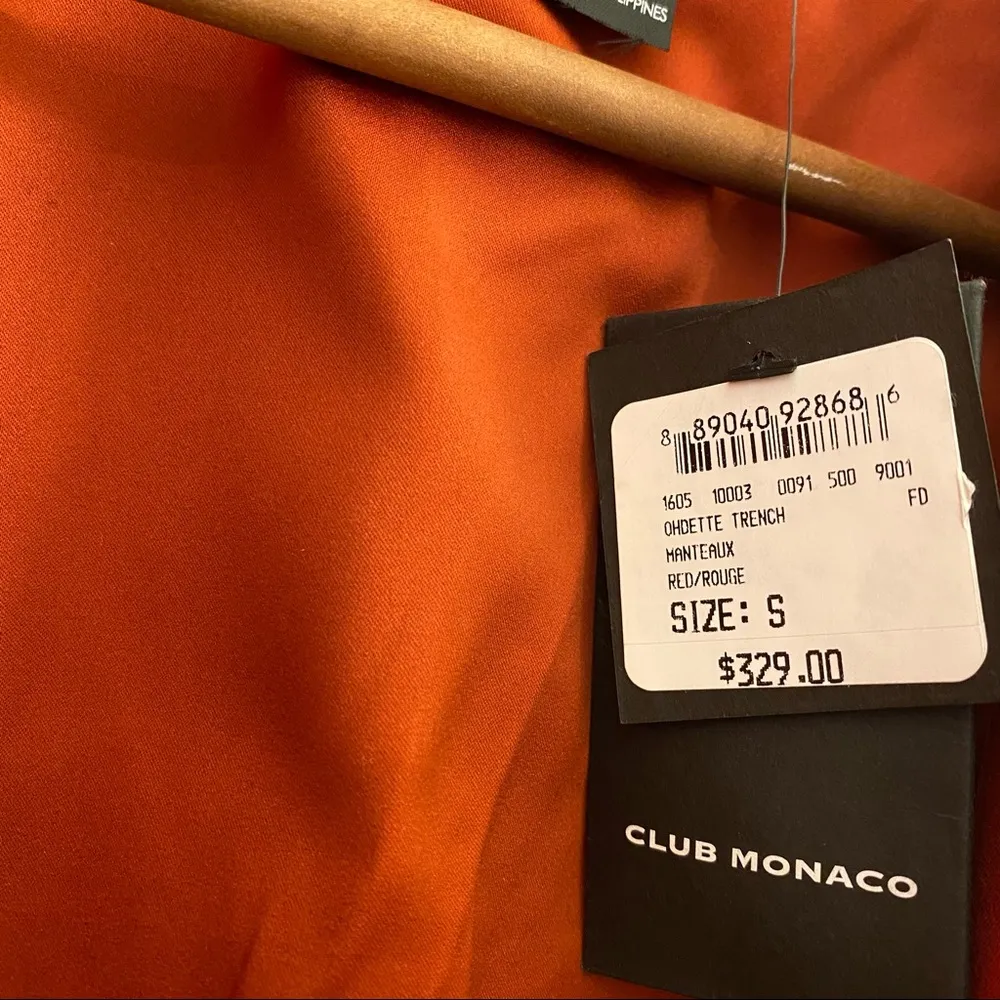 8 89040 92868 6
1605 10003 0091 500 9001
OHDETTE TRENCH FD
MANTEAUX
RED/ROUGE
SIZE: S
$329.00
CLUB MONACO